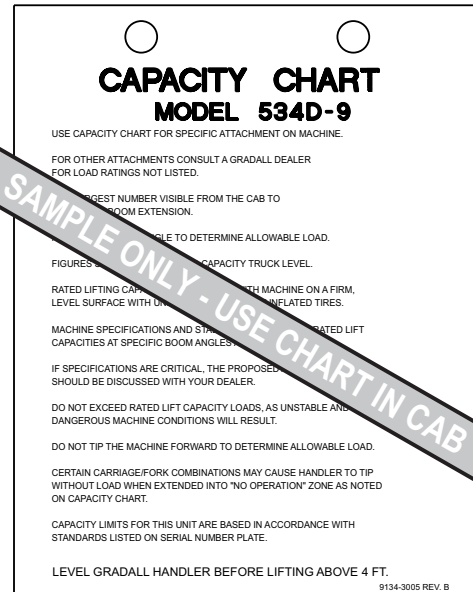 CAPACITY CHART
MODEL 534D-9
USE CAPACITY CHART FOR SPECIFIC ATTACHMENT ON MACHINE.
FOR OTHER ATTACHMENTS CONSULT A GRADALL DEALER
FOR LOAD RATINGS NOT LISTED.
NUMBER VISIBLE FROM THE CAB TO
BOOM EXTENSION.
TO DETERMINE ALLOWABLE LOAD.
FIGURES CAPACITY TRUCK LEVEL.
RATED LIFTING MACHINE ON A FIRM,
LEVEL SURFACE WITH INFLATED TIRES.
MACHINE SPECIFICATIONS AND LIFT
CAPACITIES AT SPECIFIC BOOM ANGLES
IF SPECIFICATIONS ARE CRITICAL, THE PROPOSED
SHOULD BE DISCUSSED WITH YOUR DEALER.
DO NOT EXCEED RATED LIFT CAPACITY LOADS, AS UNSTABLE AND
DANGEROUS MACHINE CONDITIONS WILL RESULT.
DO NOT TIP THE MACHINE FORWARD TO DETERMINE ALLOWABLE LOAD.
CERTAIN CARRIAGE/FORK COMBINATIONS MAY CAUSE HANDLER TO TIP
WITHOUT LOAD WHEN EXTENDED INTO "NO OPERATION" ZONE AS NOTED
ON CAPACITY CHART.
CAPACITY LIMITS FOR THIS UNIT ARE BASED IN ACCORDANCE WITH
STANDARDS LISTED ON SERIAL NUMBER PLATE.
LEVEL GRADALL HANDLER BEFORE LIFTING ABOVE 4 FT.
9134-3005 REV. B
SAMPLE ONLY - USE CHART IN CAB